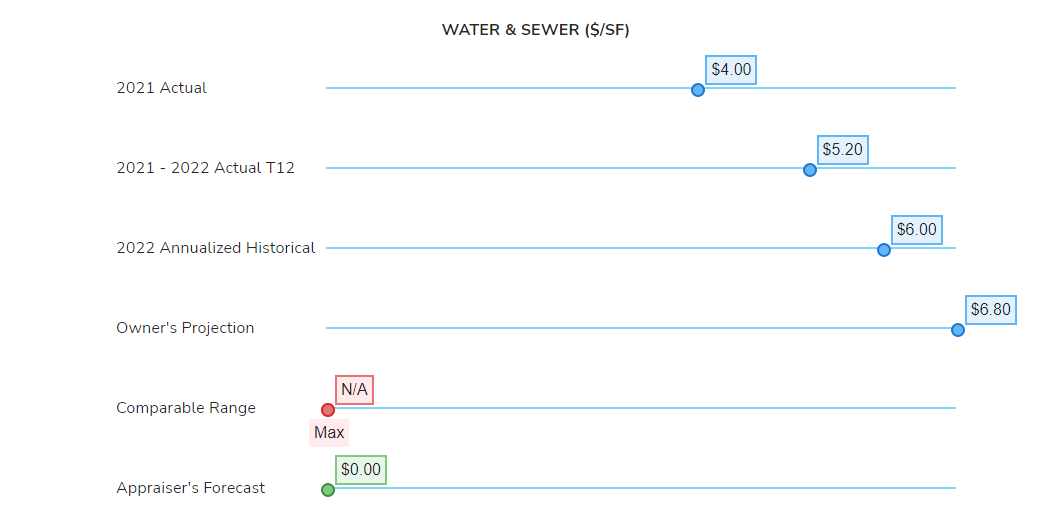 WATER & SEWER ($/SF)
2021 Actual $4.00
2021 - 2022 Actual T12 $5.20
2022 Annualized Historical $6.00
Owner's Projection $6.80
Comparable Range N/A
Max
Appraiser's Forecast $0.00